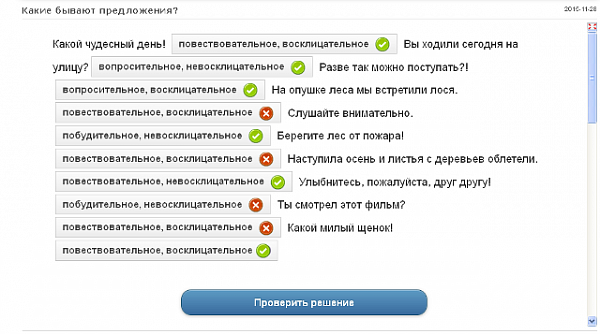 Какие бывают предложения?
2015-11-28
Какой чудесный день! повествовательное, восклицательное Вы ходили сегодня на
улицу? вопросительное, невосклицательное Разве так можно поступать?!
вопросительное, восклицательное На опушке леса мы встретили лося.
повествовательное, восклицательное Слушайте внимательно.
побудительное, невосклицательное Берегите лес от пожара!
повествовательное, восклицательное Наступила осень и листья с деревьев облетели.
повествовательное, невосклицательное Улыбнитесь, пожалуйста, друг другу!
побудительное, невосклицательное Ты смотрел этот фильм?
повествовательное, восклицательное Какой милый щенок!
повествовательное, восклицательное
Проверить решение